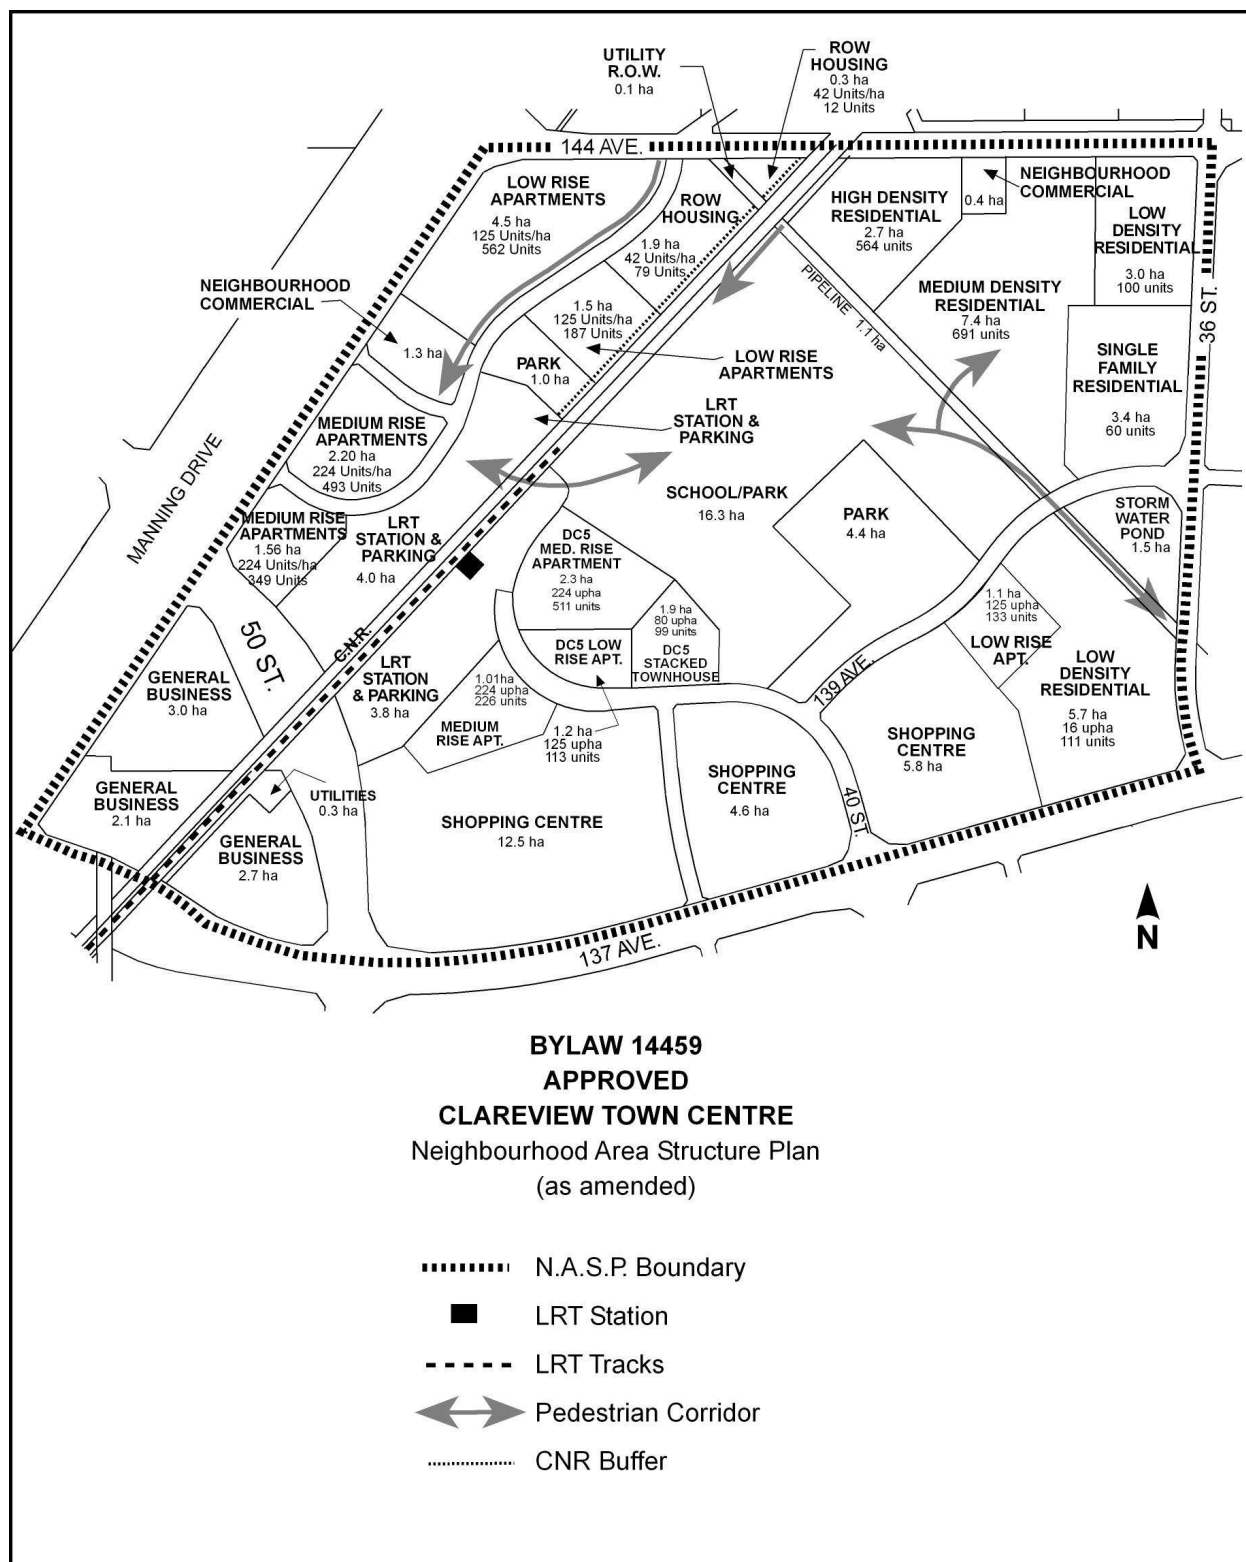 UTILITY
R.O.W.
0.1 ha
ROW
HOUSING
0.3 ha
42 Units/ha
12 Units
144 AVE.
LOW RISE
APARTMENTS
4.5 ha
125 Units/ha
562 Units
ROW
HOUSING
1.9 ha
42 Units/ha
79 Units
HIGH DENSITY
RESIDENTIAL
2.7 ha
564 units
0.4 ha
NEIGHBOURHOOD
COMMERCIAL
LOW
DENSITY
RESIDENTIAL
3.0 ha
100 units
36 ST.
NEIGHBOURHOOD
COMMERCIAL
1.3 ha
1.5 ha
125 Units/ha
187 Units
PARK
1.0 ha
LOW RISE
APARTMENTS
PIPELINE 1.1 ha
MEDIUM DENSITY
RESIDENTIAL
7.4 ha
691 units
SINGLE
FAMILY
RESIDENTIAL
3.4 ha
60 units
MEDIUM RISE
APARTMENTS
2.20 ha
224 Units/ha
493 Units
LRT
STATION &
PARKING
MANNING DRIVE
MEDIUM RISE
APARTMENTS
1.56 ha
224 Units/ha
349 Units
LRT
STATION &
PARKING
4.0 ha
SCHOOL/PARK
16.3 ha
PARK
4.4 ha
STORM
WATER
POND
1.5 ha
DC5
MED. RISE
APARTMENT
2.3 ha
224 upha
511 units
1.9 ha
80 upha
99 units
DC5
STACKED
TOWNHOUSE
DC5 LOW
RISE APT.
1.1 ha
125 upha
133 units
LOW RISE
APT.
50 ST.
C.N.R.
GENERAL
BUSINESS
3.0 ha
LRT
STATION
& PARKING
3.8 ha
1.01ha
224 upha
226 units
MEDIUM
RISE APT.
1.2 ha
125 upha
113 units
139 AVE.
LOW
DENSITY
RESIDENTIAL
5.7 ha
16 upha
111 units
GENERAL
BUSINESS
2.1 ha
UTILITIES
0.3 ha
GENERAL
BUSINESS
2.7 ha
SHOPPING CENTRE
12.5 ha
SHOPPING
CENTRE
4.6 ha
40 ST.
SHOPPING
CENTRE
5.8 ha
137 AVE.
N
BYLAW 14459
APPROVED
CLAREVIEW TOWN CENTRE
Neighbourhood Area Structure Plan
(as amended)
N.A.S.P. Boundary
LRT Station
LRT Tracks
Pedestrian Corridor
CNR Buffer